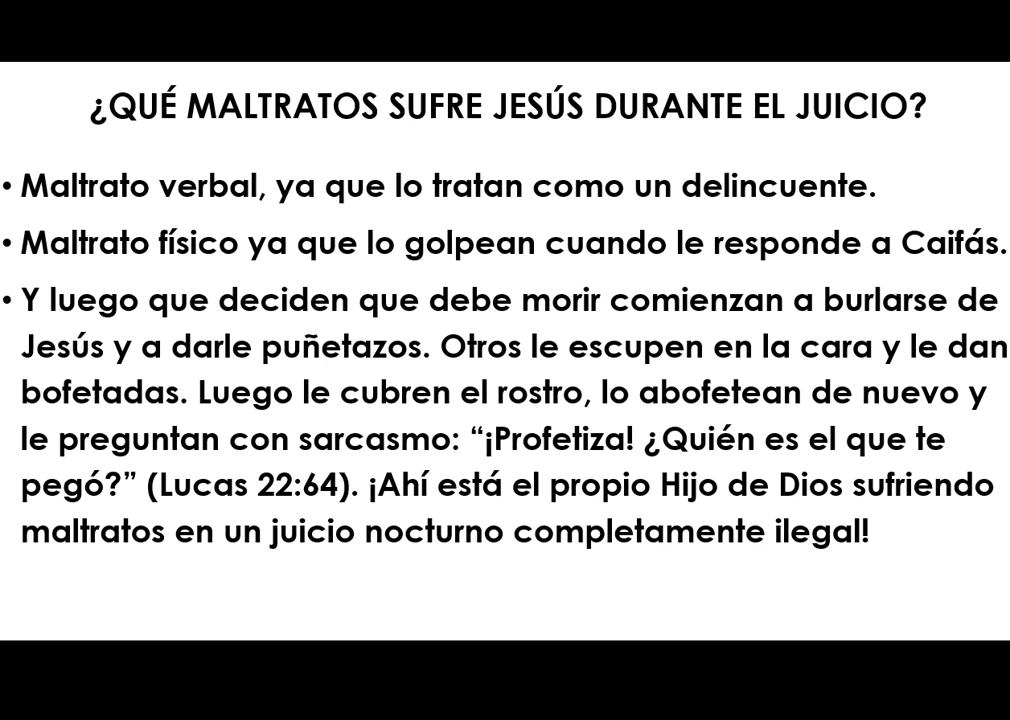 ¿QUÉ MALTRATOS SUFRE JESÚS DURANTE EL JUICIO?
• Maltrato verbal, ya que lo tratan como un delincuente.
• Maltrato físico ya que lo golpean cuando le responde a Caifás.
• Y luego que deciden que debe morir comienzan a burlarse de
Jesús y a darle puñetazos. Otros le escupen en la cara y le dan
bofetadas. Luego le cubren el rostro, lo abofetean de nuevo y
le preguntan con sarcasmo: “¡Profetiza! ¿Quién es el que te
pegó?” (Lucas 22:64). ¡Ahí está el propio Hijo de Dios sufriendo
maltratos en un juicio nocturno completamente ilegal!